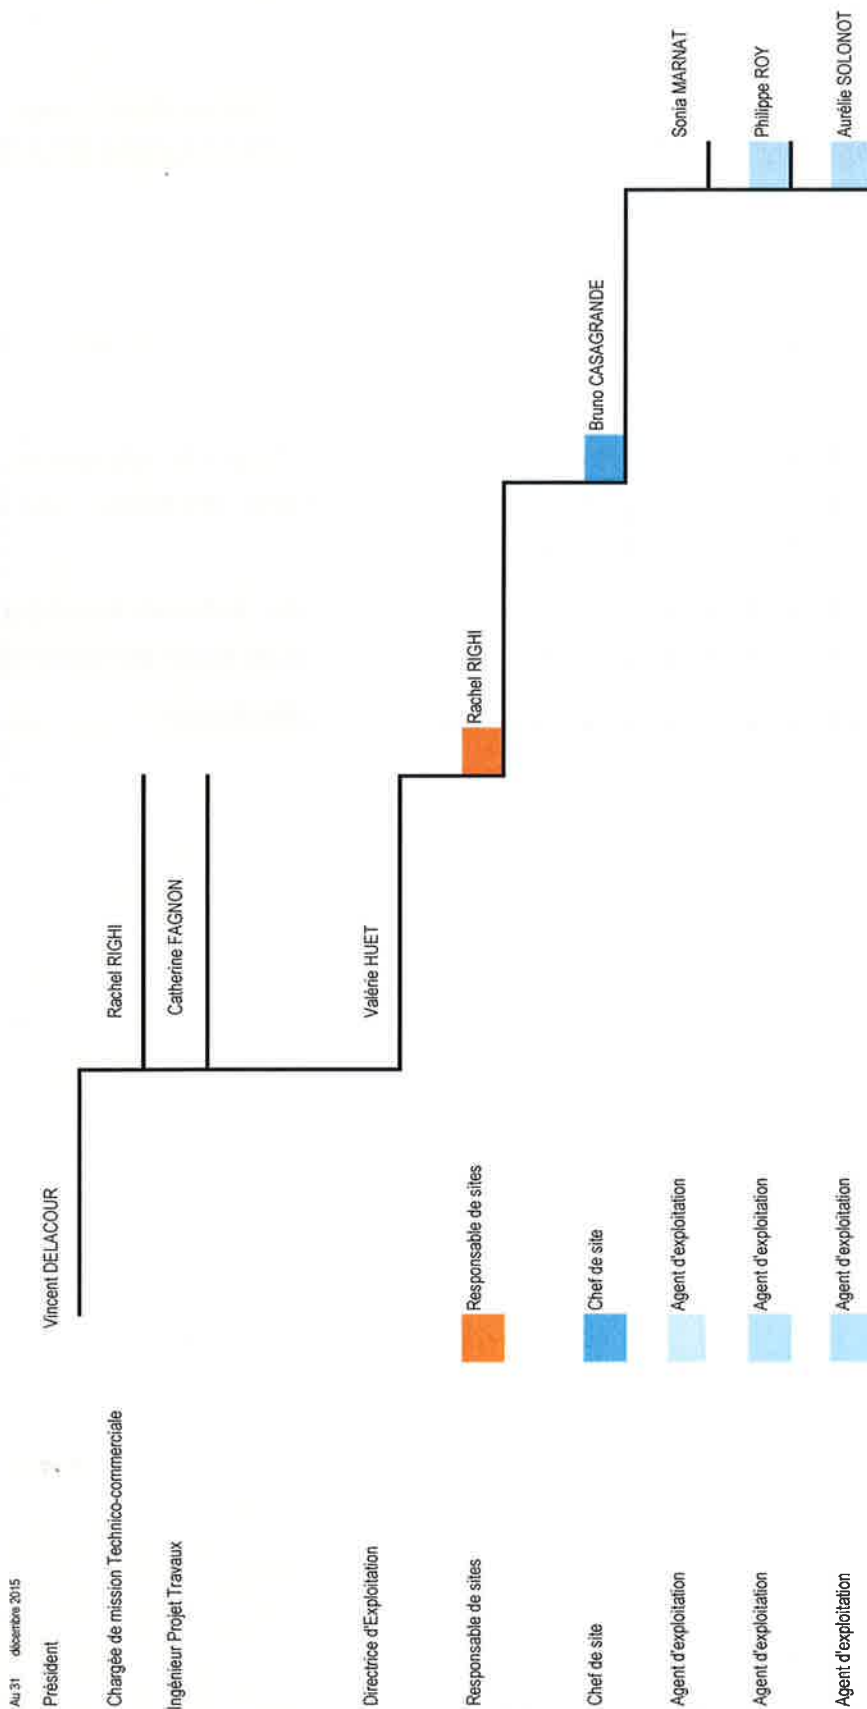 Au 31 décembre 2015
Président
Vincent DELACOUR
Chargée de mission Technico-commerciale
Rachel RIGHI
Ingénieur Projet Travaux
Catherine FAGNON
Directrice d'Exploitation
Valérie HUET
Responsable de sites
Responsable de sites
Rachel RIGHI
Chef de site
Chef de site
Bruno CASAGRANDE
Agent d'exploitation
Agent d'exploitation
Sonia MARNAT
Agent d'exploitation
Agent d'exploitation
Philippe ROY
Agent d'exploitation
Agent d'exploitation
Aurélie SOLONOT